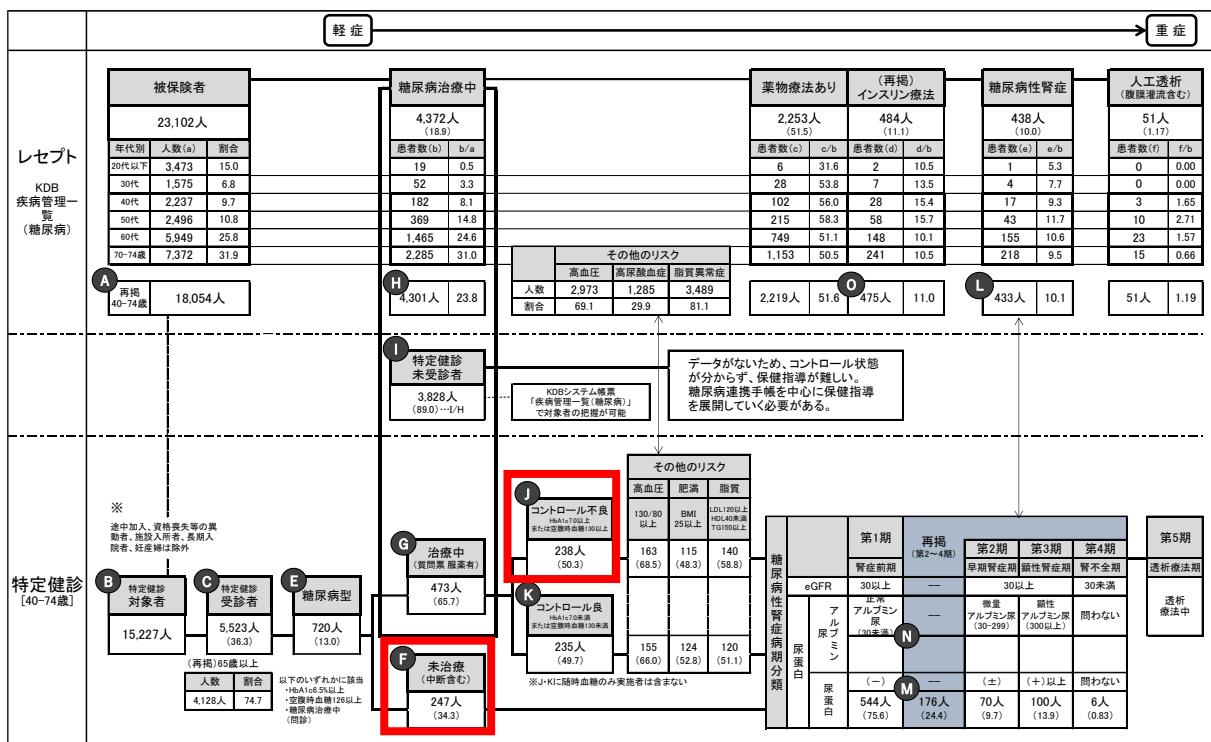 軽症
重症
レセプト
KDB
疾病管理一
覧
(糖尿病)
被保険者
23,102人
年代別 人数(a) 割合
20代以下 3,473 15.0
30代 1,575 6.8
40代 2,237 9.7
50代 2,496 10.8
60代 5,949 25.8
70-74歳 7,372 31.9
A
再掲
40-74歳
18,054人
糖尿病治療中
4,372人
(18.9)
患者数(b) b/a
19 0.5
52 3.3
182 8.1
369 14.8
1,465 24.6
2,285 31.0
H
4,301人 23.8
その他のリスク
高血圧 高尿酸血症 脂質異常症
人数 2,973 1,285 3,489
割合 69.1 29.9 81.1
薬物療法あり
2,253人
(51.5)
患者数(c) c/b
6 31.6
28 53.8
102 56.0
215 58.3
749 51.1
1,153 50.5
2,219人 51.6
(再掲)
インスリン療法
484人
(11.1)
患者数(d) d/b
2 10.5
7 13.5
28 15.4
58 15.7
148 10.1
241 10.5
O
475人 11.0
糖尿病性腎症
438人
(10.0)
患者数(e) e/b
1 5.3
4 7.7
17 9.3
43 11.7
155 10.6
218 9.5
L
433人 10.1
人工透析
(腹膜灌流含む)
51人
(1.17)
患者数(f) f/b
0 0.00
0 0.00
3 1.65
10 2.71
23 1.57
15 0.66
51人 1.19
I
特定健診
未受診者
3,828人
(89.0)…I/H
KDBシステム帳票
「疾病管理一覧(糖尿病)」
で対象者の把握が可能
データがないため、コントロール状態
が分からず、保健指導が難しい。
糖尿病連携手帳を中心に保健指導
を展開していく必要がある。
特定健診
[40-74歳]
※
途中加入、資格喪失等の異
動者、施設入所者、長期入
院者、妊産婦は除外
B
特定健診
対象者
15,227人
C
特定健診
受診者
5,523人
(36.3)
(再掲)65歳以上
人数 割合
4,128人 74.7
E
糖尿病型
720人
(13.0)
以下のいずれかに該当
・HbA1c6.5%以上
・空腹時血糖126以上
・糖尿病治療中
(問診)
G
治療中
(質問票 服薬有)
473人
(65.7)
F
未治療
(中断含む)
247人
(34.3)
J
コントロール不良
HbA1c7.0以上
または空腹時血糖130以上
238人
(50.3)
K
コントロール良
HbA1c7.0未満
または空腹時血糖130未満
235人
(49.7)
※J・Kに随時血糖のみ実施者は含まない
その他のリスク
高血圧 肥満 脂質
130/80
以上
BMI
25以上
LDL120以上
HDL40未満
TG150以上
163 115 140
(68.5) (48.3) (58.8)
155 124 120
(66.0) (52.8) (51.1)
糖尿病性腎症病期分類
第1期
腎症前期
再掲
(第2~4期)
第2期
早期腎症期
第3期
顕性腎症期
第4期
腎不全期
第5期
透析療法期
eGFR 30以上 -- 30以上 30未満
透析
療法中
尿蛋白
尿アルブミン
正常
アルブミン
尿
(30未満)
--
微量
アルブミン尿
(30-299)
顕性
アルブミン尿
(300以上)
問わない
N
尿蛋白
(-) -- (±) (+)以上 問わない
M
544人 176人 70人 100人 6人
(75.6) (24.4) (9.7) (13.9) (0.83)